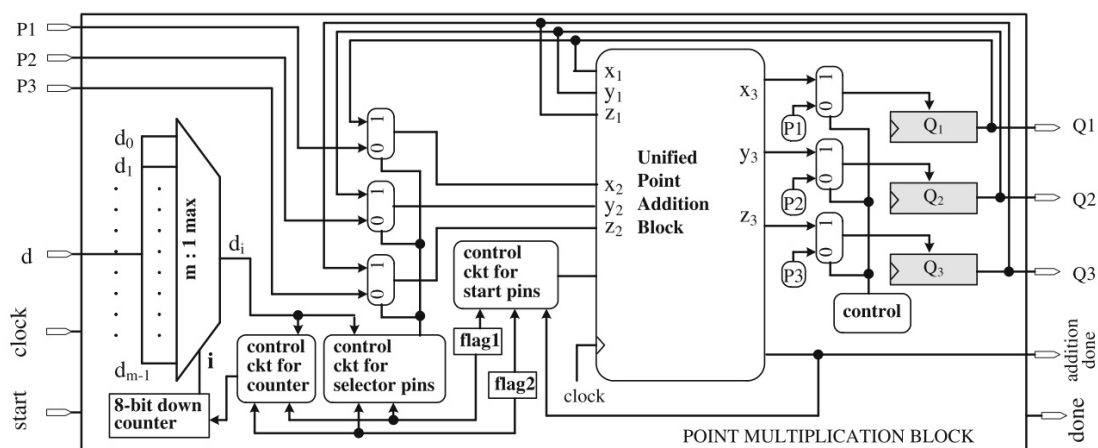 P1
P2
P3
d
clock
start
d0
d1
dm-1
m : 1 max
di
i
8-bit down
counter
control
ckt for
counter
control
ckt for
selector pins
flag1
flag2
control
ckt for
start pins
1
0
1
0
1
0
x1
y1
z1
x2
y2
z2
Unified
Point
Addition
Block
clock
x3
y3
z3
1
0
P1
1
0
P2
1
0
P3
control
Q1
Q2
Q3
Q1
Q2
Q3
addition
done
done
POINT MULTIPLICATION BLOCK